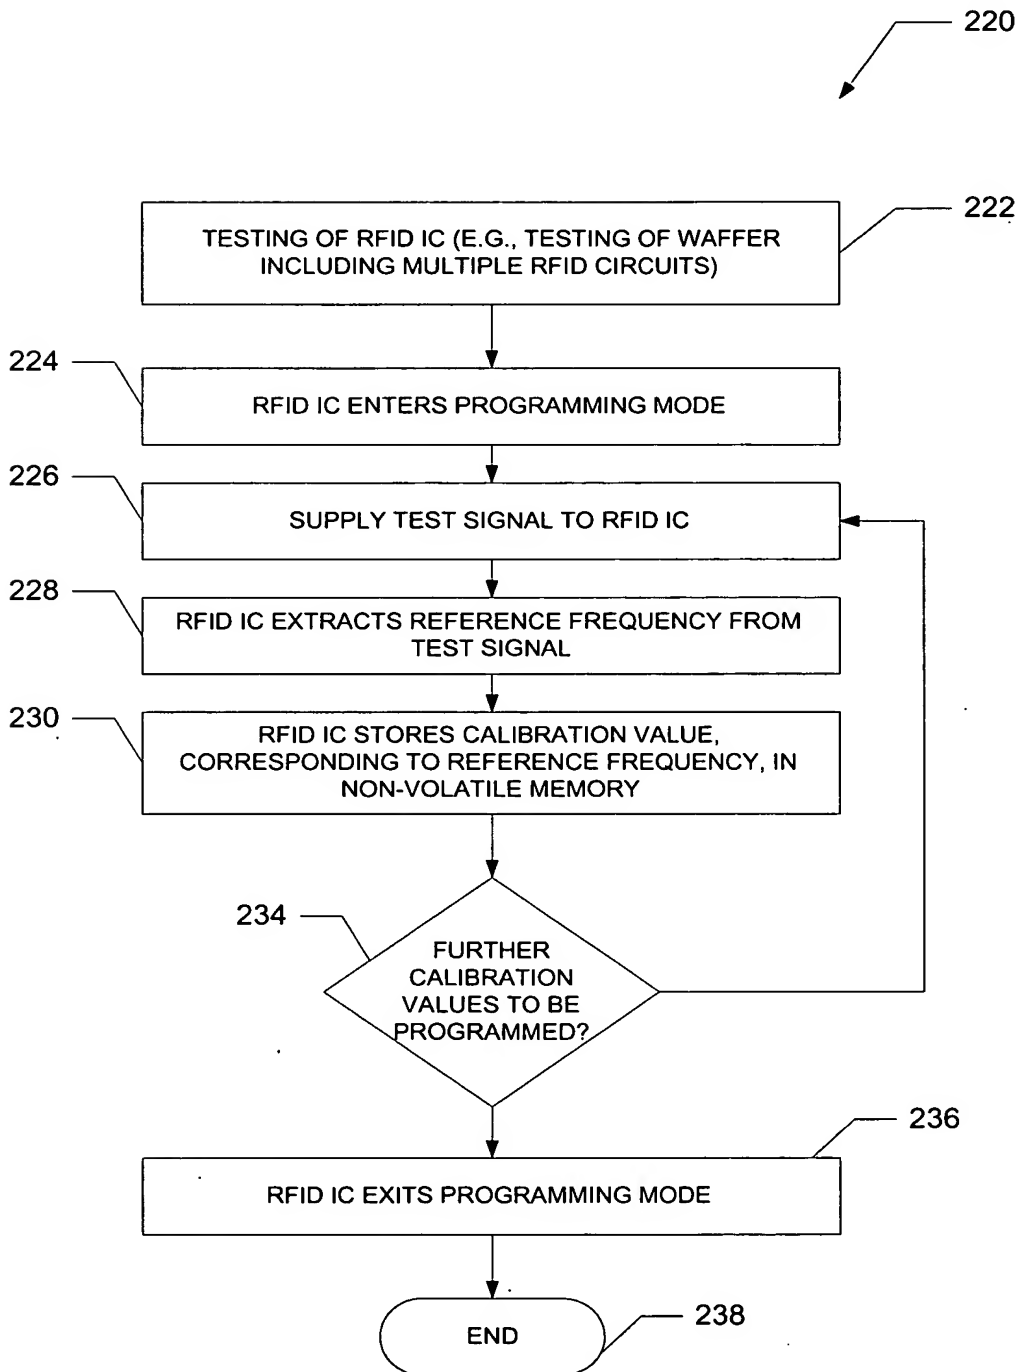 220
222
TESTING OF RFID IC (E.G., TESTING OF WAFFER
INCLUDING MULTIPLE RFID CIRCUITS)
224
RFID IC ENTERS PROGRAMMING MODE
226
SUPPLY TEST SIGNAL TO RFID IC
228
RFID IC EXTRACTS REFERENCE FREQUENCY FROM
TEST SIGNAL
230
RFID IC STORES CALIBRATION VALUE,
CORRESPONDING TO REFERENCE FREQUENCY, IN
NON-VOLATILE MEMORY
234
FURTHER
CALIBRATION
VALUES TO BE
PROGRAMMED?
236
RFID IC EXITS PROGRAMMING MODE
END
238